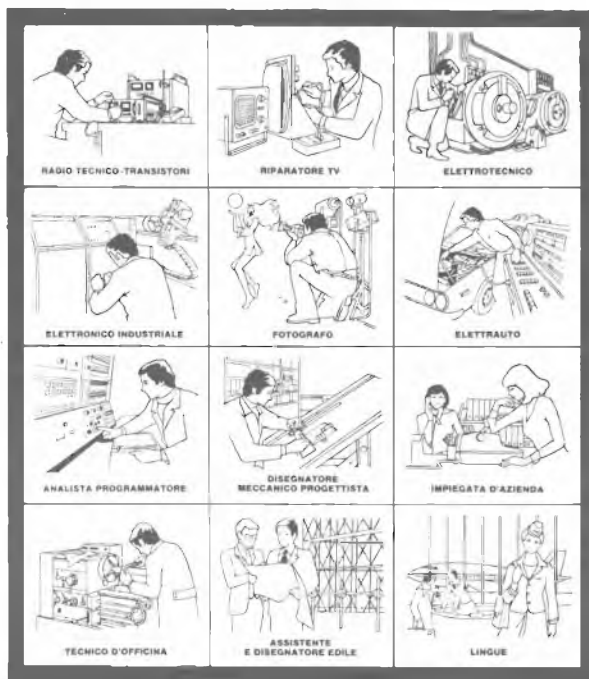 RADIO TECNICO-TRANSISTORI
RIPARATORE TV
ELETTROTECNICO
ELETTRONICO INDUSTRIALE
FOTOGRAFO
ELETTRAUTO
ANALISTA PROGRAMMATORE
DISEGNATORE
MECCANICO PROGETTISTA
IMPIEGATA D'AZIENDA
TECNICO D'OFFICINA
ASSISTENTE
E DISEGNATORE EDILE
LINGUE